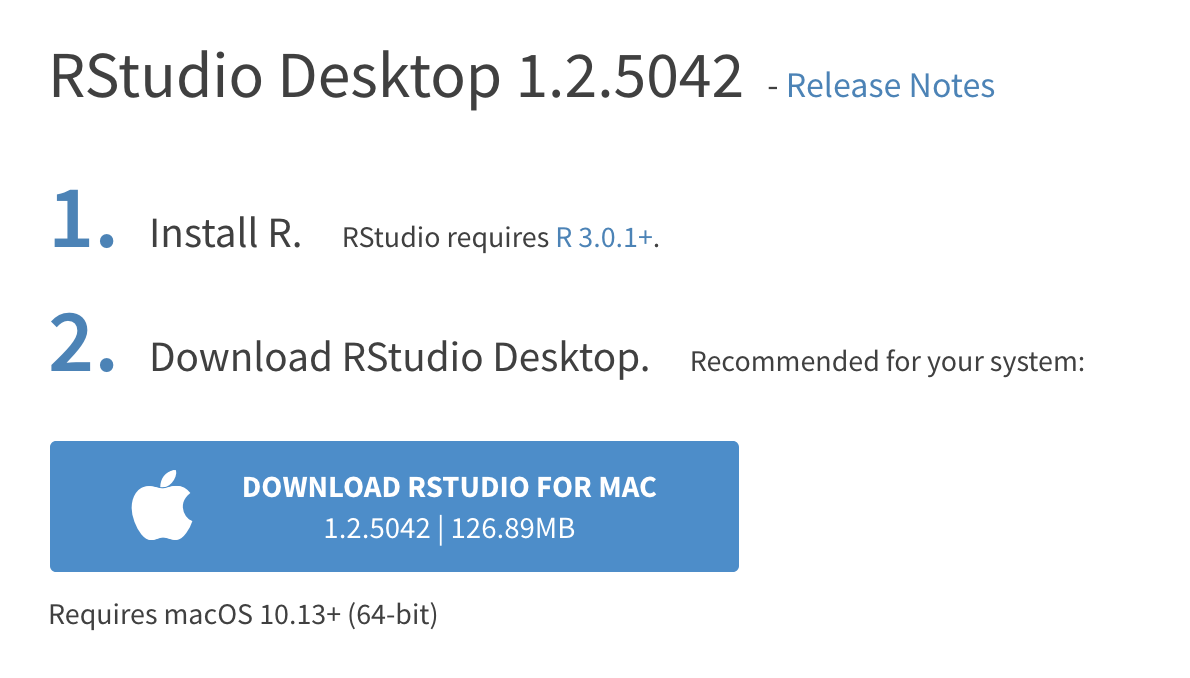 RStudio Desktop 1.2.5042 - Release Notes
1. Install R. RStudio requires R 3.0.1+.
2. Download RStudio Desktop. Recommended for your system:
DOWNLOAD RSTUDIO FOR MAC
1.2.5042 | 126.89MB
Requires macOS 10.13+ (64-bit)